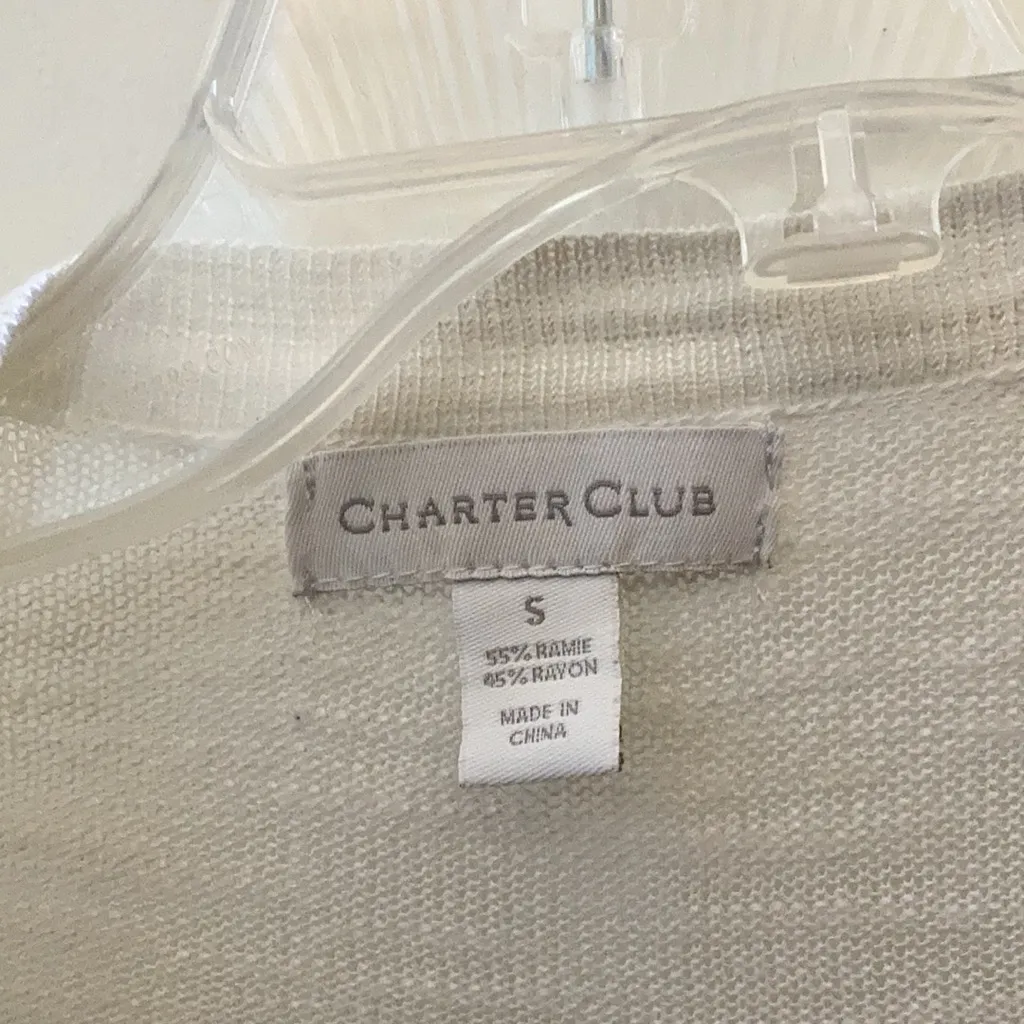 CHARTER CLUB
S
55% RAMIE
45% RAYON
MADE IN
CHINA